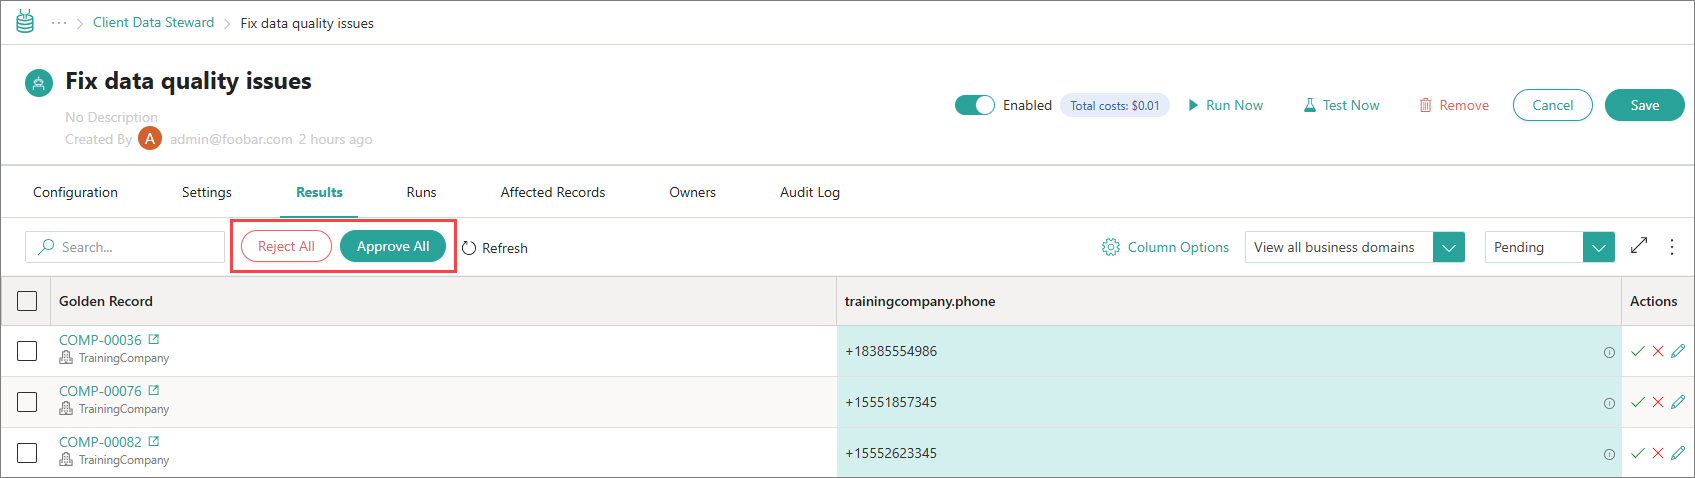 ··· > Client Data Steward > Fix data quality issues
Fix data quality issues
No Description
Created By A admin@foobar.com 2 hours ago
Enabled Total costs: $0.01 Run Now Test Now Remove Cancel Save
Configuration Settings Results Runs Affected Records Owners Audit Log
Search... Reject All Approve All Refresh Column Options View all business domains Pending
Golden Record trainingcompany.phone Actions
COMP-00036
TrainingCompany
+18385554986
COMP-00076
TrainingCompany
+15551857345
COMP-00082
TrainingCompany
+15552623345